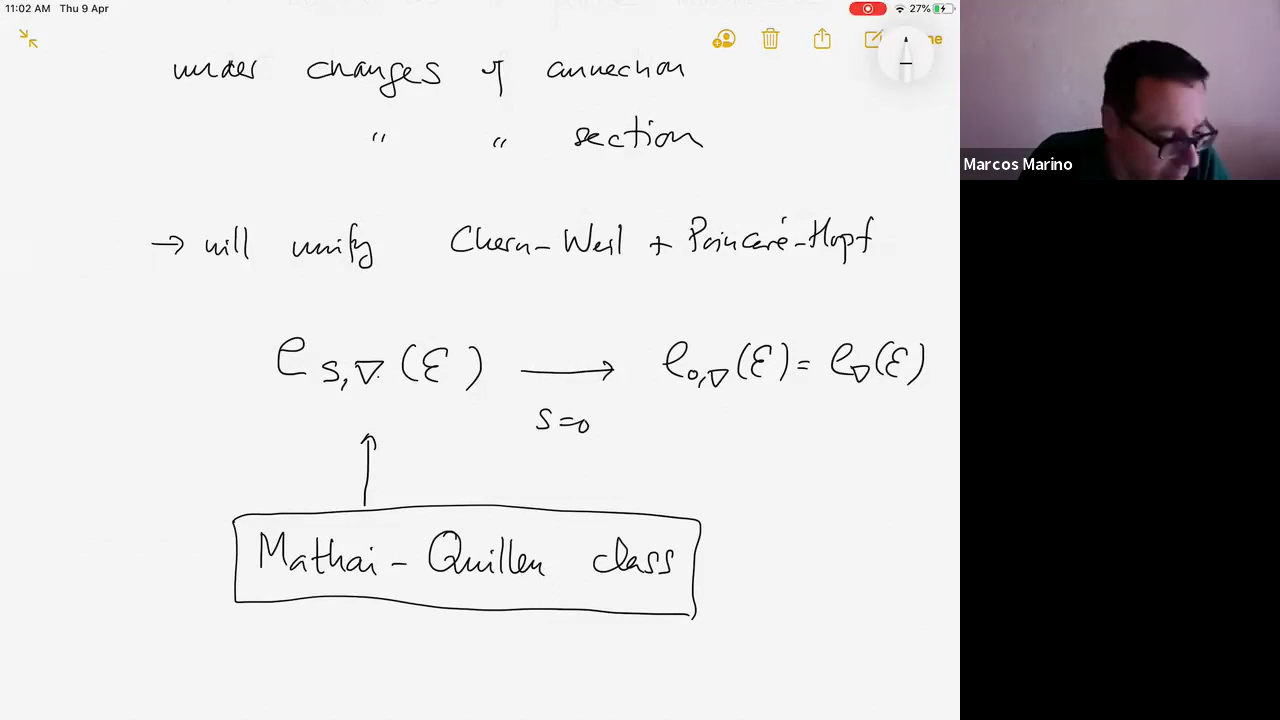 11:02 AM Thu 9 Apr
27%
under changes of connection
" " section
→ will unify Chern-Weil + Poincaré-Hopf
e_{s,∇}(ℰ) → e_{0,∇}(ℰ) = e_∇(ℰ)
s=0
Mathai-Quillen class
Marcos Marino